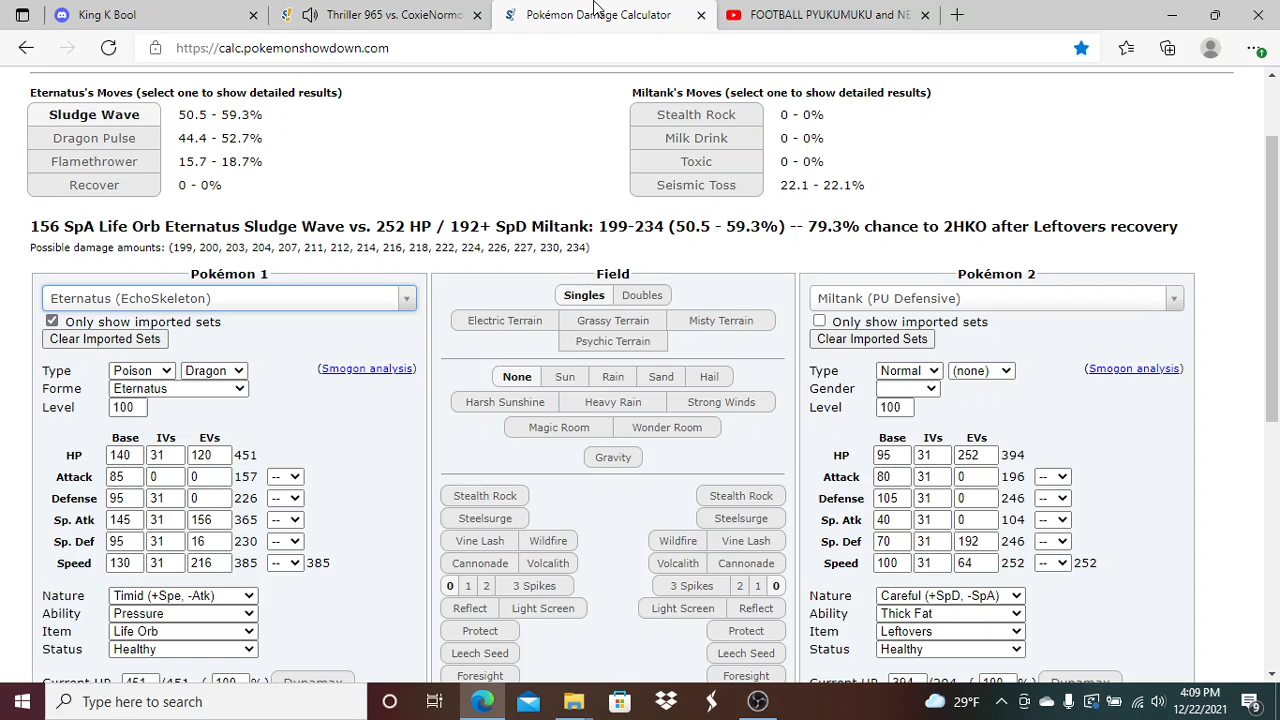 King K Bool
Thriller 965 vs. CoxieNormo
Pokémon Damage Calculator
FOOTBALL PYUKUMUKU and NE
https://calc.pokemonshowdown.com
Eternatus's Moves (select one to show detailed results)
Miltank's Moves (select one to show detailed results)
Sludge Wave 50.5 - 59.3% Stealth Rock 0 - 0%
Dragon Pulse 44.4 - 52.7% Milk Drink 0 - 0%
Flamethrower 15.7 - 18.7% Toxic 0 - 0%
Recover 0 - 0% Seismic Toss 22.1 - 22.1%
156 SpA Life Orb Eternatus Sludge Wave vs. 252 HP / 192+ SpD Miltank: 199-234 (50.5 - 59.3%) -- 79.3% chance to 2HKO after Leftovers recovery
Possible damage amounts: (199, 200, 203, 204, 207, 211, 212, 214, 216, 218, 222, 224, 226, 227, 230, 234)
Pokémon 1
Eternatus (EchoSkeleton)
Only show imported sets
Clear Imported Sets
Type Poison Dragon (Smogon analysis)
Forme Eternatus
Level 100
Base IVs EVs
HP 140 31 120 451
Attack 85 0 0 157 --
Defense 95 31 0 226 --
Sp. Atk 145 31 156 365 --
Sp. Def 95 31 16 230 --
Speed 130 31 216 385 -- 385
Nature Timid (+Spe, -Atk)
Ability Pressure
Item Life Orb
Status Healthy
Current HP 451 /451 ( 100 %) Dynamax
Field
Singles Doubles
Electric Terrain Grassy Terrain Misty Terrain
Psychic Terrain
None Sun Rain Sand Hail
Harsh Sunshine Heavy Rain Strong Winds
Magic Room Wonder Room
Gravity
Stealth Rock Stealth Rock
Steelsurge Steelsurge
Vine Lash Wildfire Wildfire Vine Lash
Cannonade Volcalith Volcalith Cannonade
0 1 2 3 Spikes 3 Spikes 2 1 0
Reflect Light Screen Light Screen Reflect
Protect Protect
Leech Seed Leech Seed
Foresight Foresight
Pokémon 2
Miltank (PU Defensive)
Only show imported sets
Clear Imported Sets
Type Normal (none) (Smogon analysis)
Gender
Level 100
Base IVs EVs
HP 95 31 252 394
Attack 80 31 0 196 --
Defense 105 31 0 246 --
Sp. Atk 40 31 0 104 --
Sp. Def 70 31 192 246 --
Speed 100 31 64 252 -- 252
Nature Careful (+SpD, -SpA)
Ability Thick Fat
Item Leftovers
Status Healthy
Current HP 394 /394 ( 100 %) Dynamax
Type here to search
29°F
4:09 PM
12/22/2021
9